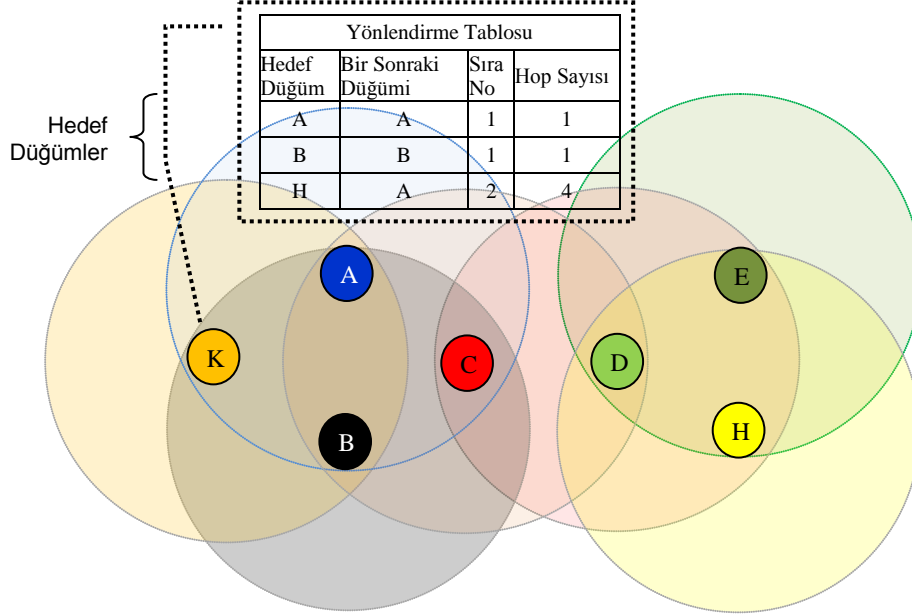 Yönlendirme Tablosu
Hedef Düğüm Bir Sonraki Düğümi Sıra No Hop Sayısı
A A 1 1
B B 1 1
H A 2 4
Hedef
Düğümler
A
E
K
C
D
B
H